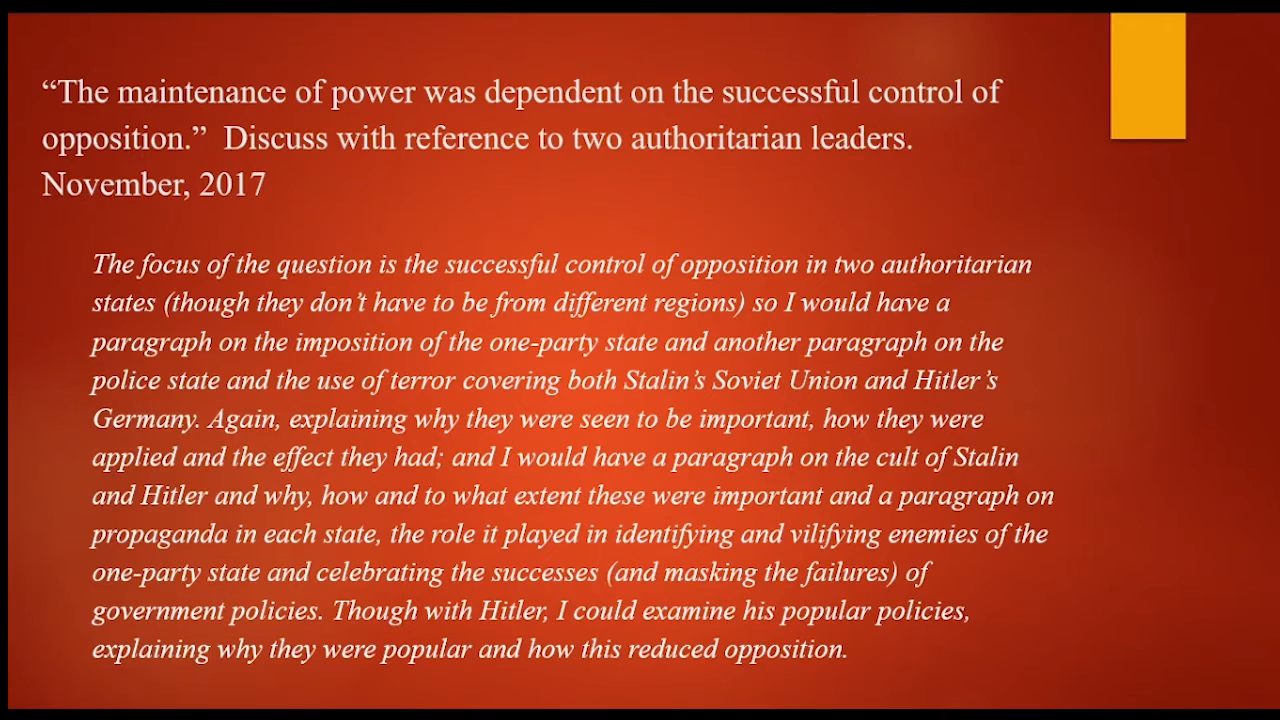 “The maintenance of power was dependent on the successful control of
opposition.”  Discuss with reference to two authoritarian leaders.
November, 2017
The focus of the question is the successful control of opposition in two authoritarian
states (though they don’t have to be from different regions) so I would have a
paragraph on the imposition of the one-party state and another paragraph on the
police state and the use of terror covering both Stalin’s Soviet Union and Hitler’s
Germany. Again, explaining why they were seen to be important, how they were
applied and the effect they had; and I would have a paragraph on the cult of Stalin
and Hitler and why, how and to what extent these were important and a paragraph on
propaganda in each state, the role it played in identifying and vilifying enemies of the
one-party state and celebrating the successes (and masking the failures) of
government policies. Though with Hitler, I could examine his popular policies,
explaining why they were popular and how this reduced opposition.